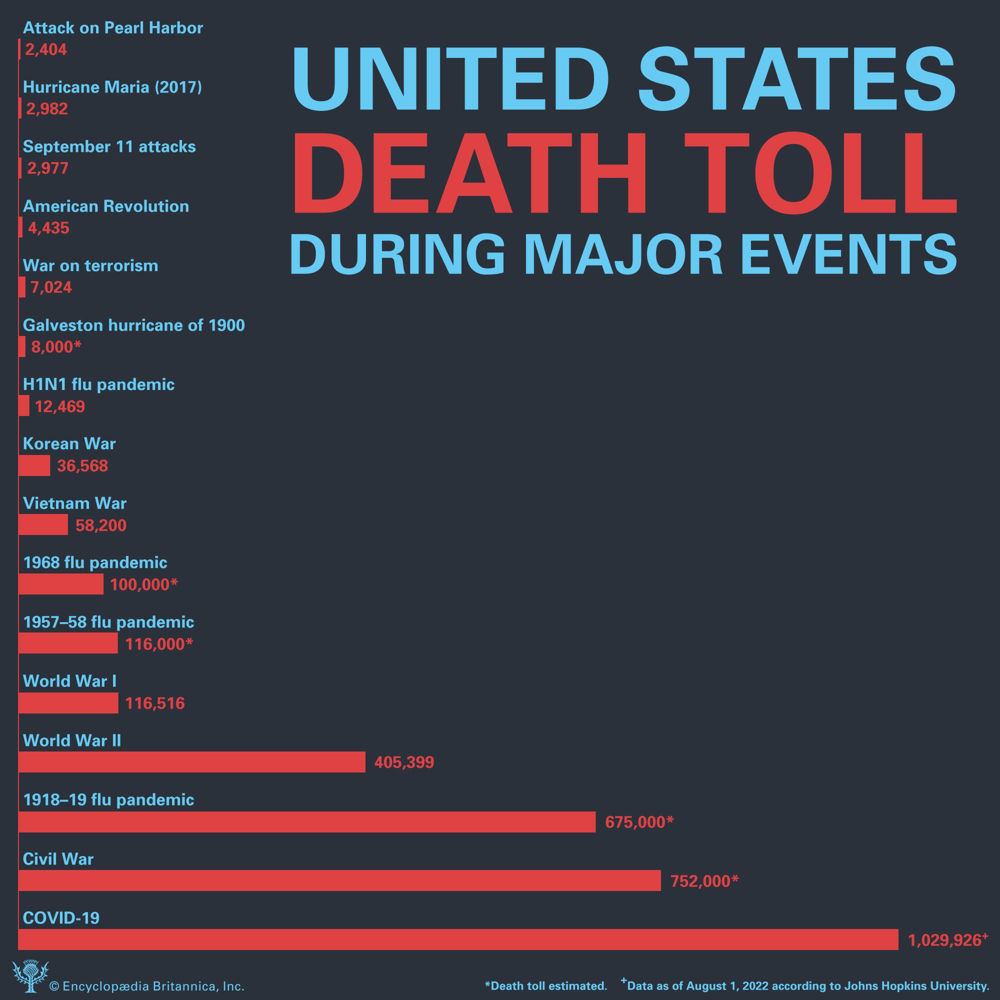 UNITED STATES
DEATH TOLL
DURING MAJOR EVENTS
Attack on Pearl Harbor
2,404
Hurricane Maria (2017)
2,982
September 11 attacks
2,977
American Revolution
4,435
War on terrorism
7,024
Galveston hurricane of 1900
8,000*
H1N1 flu pandemic
12,469
Korean War
36,568
Vietnam War
58,200
1968 flu pandemic
100,000*
1957–58 flu pandemic
116,000*
World War I
116,516
World War II
405,399
1918–19 flu pandemic
675,000*
Civil War
752,000*
COVID-19
1,029,926+
© Encyclopædia Britannica, Inc.
*Death toll estimated. +Data as of August 1, 2022 according to Johns Hopkins University.